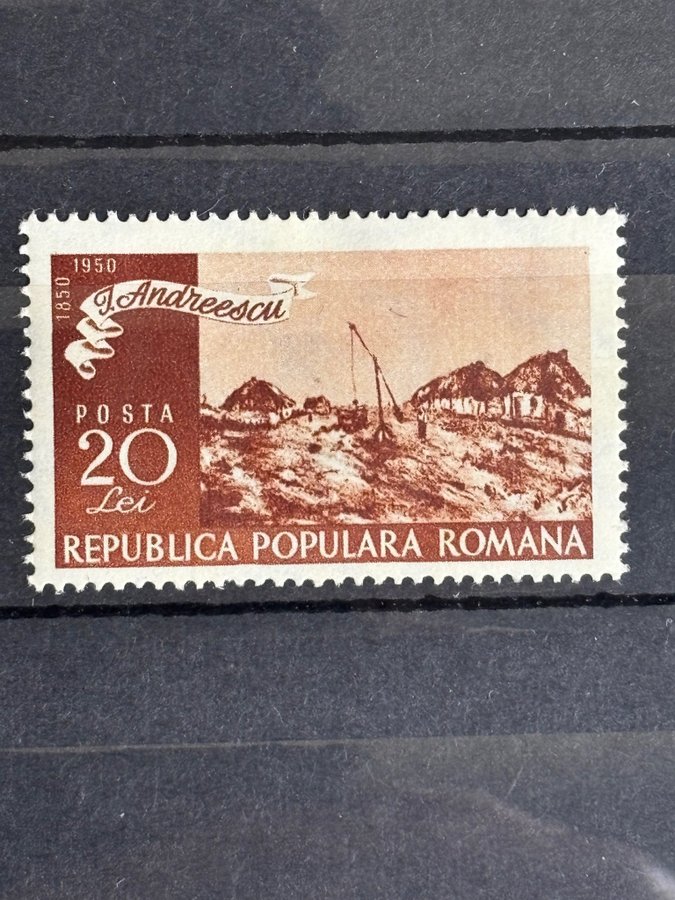 1850
1950
I. Andreescu
POSTA
20
Lei
REPUBLICA POPULARA ROMANA